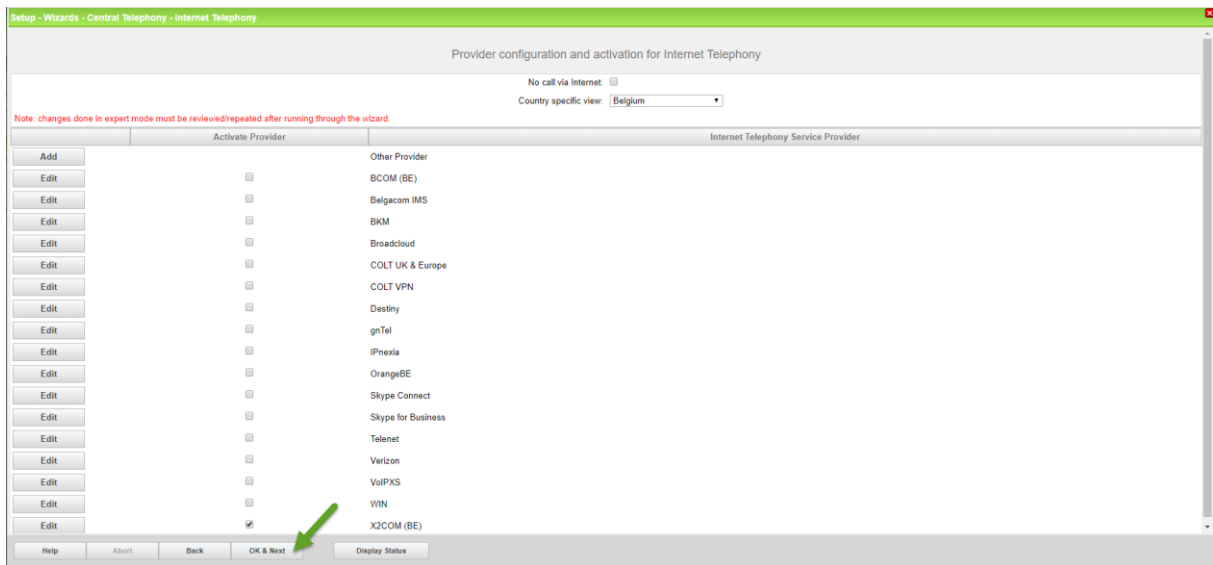 Setup - Wizards - Central Telephony - Internet Telephony
Provider configuration and activation for Internet Telephony
No call via Internet:
Country specific view: Belgium
Note: changes done in expert mode must be reviewed/repeated after running through the wizard.
Activate Provider Internet Telephony Service Provider
Add Other Provider
Edit BCOM (BE)
Edit Belgacom IMS
Edit BKM
Edit Broadcloud
Edit COLT UK & Europe
Edit COLT VPN
Edit Destiny
Edit gnTel
Edit IPnexia
Edit OrangeBE
Edit Skype Connect
Edit Skype for Business
Edit Telenet
Edit Verizon
Edit VoIPXS
Edit WIN
Edit X2COM (BE)
Help Abort Back OK & Next Display Status